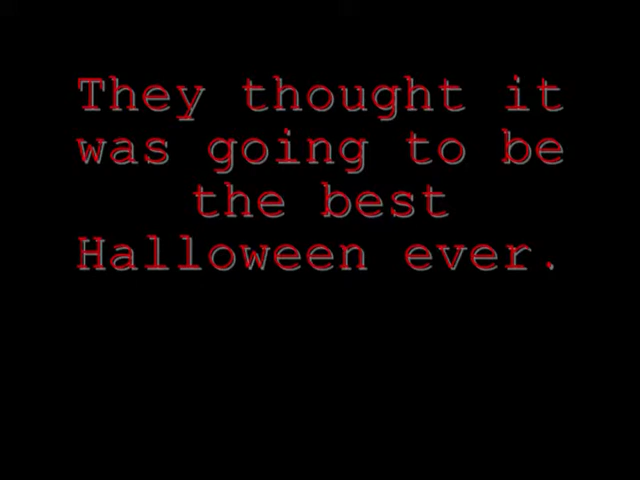 They thought it
was going to be
the best
Halloween ever.